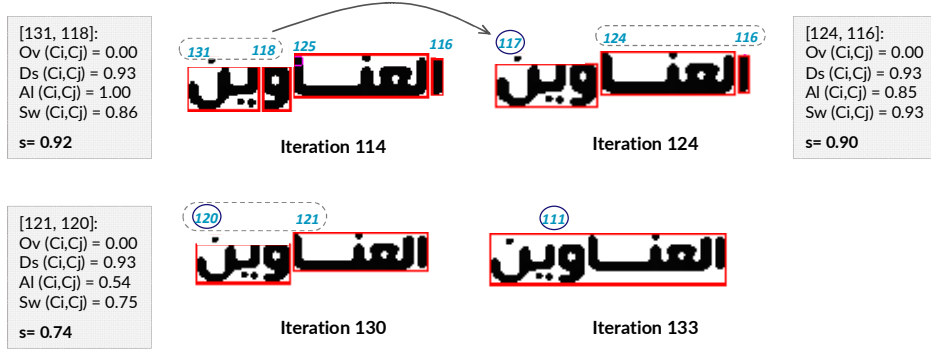 [131, 118]:
Ov (Ci,Cj) = 0.00
Ds (Ci,Cj) = 0.93
Al (Ci,Cj) = 1.00
Sw (Ci,Cj) = 0.86
s= 0.92
131 118 125 116
العناوين
Iteration 114
117 124 116
العناوين
Iteration 124
[124, 116]:
Ov (Ci,Cj) = 0.00
Ds (Ci,Cj) = 0.93
Al (Ci,Cj) = 0.85
Sw (Ci,Cj) = 0.93
s= 0.90
[121, 120]:
Ov (Ci,Cj) = 0.00
Ds (Ci,Cj) = 0.93
Al (Ci,Cj) = 0.54
Sw (Ci,Cj) = 0.75
s= 0.74
120 121
العناوين
Iteration 130
111
العناوين
Iteration 133